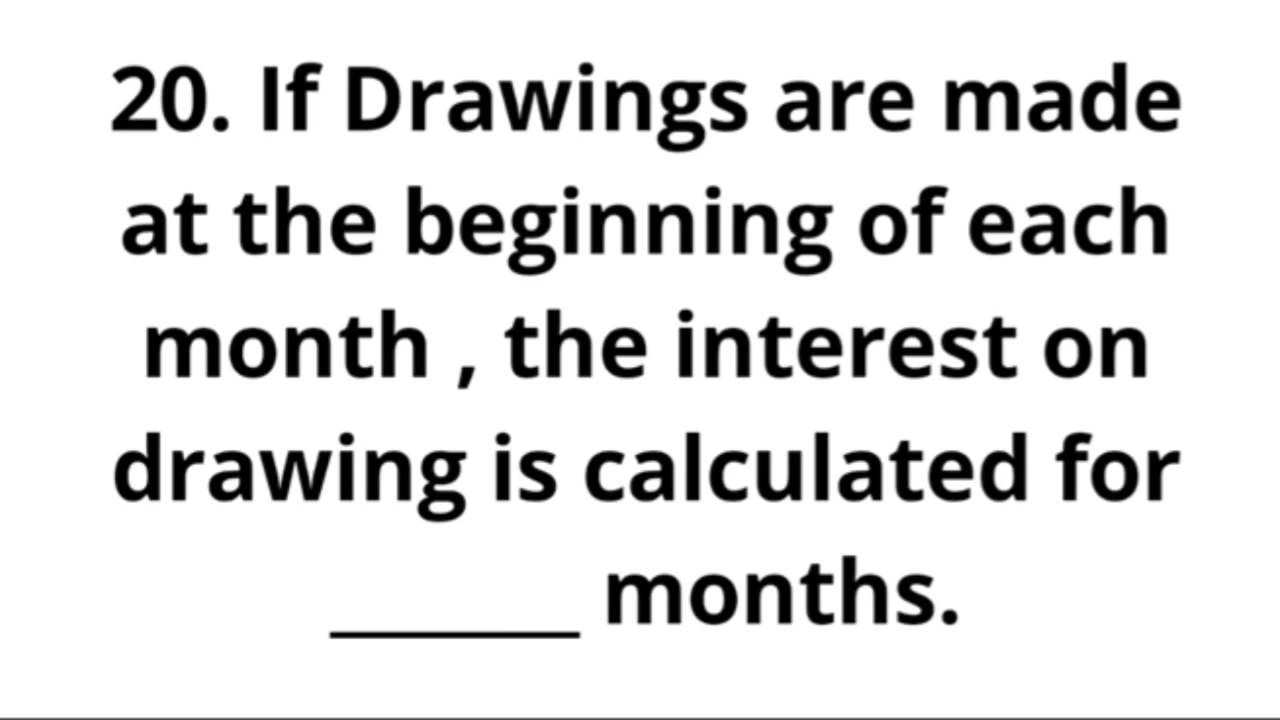 20. If Drawings are made
at the beginning of each
month , the interest on
drawing is calculated for
_______ months.